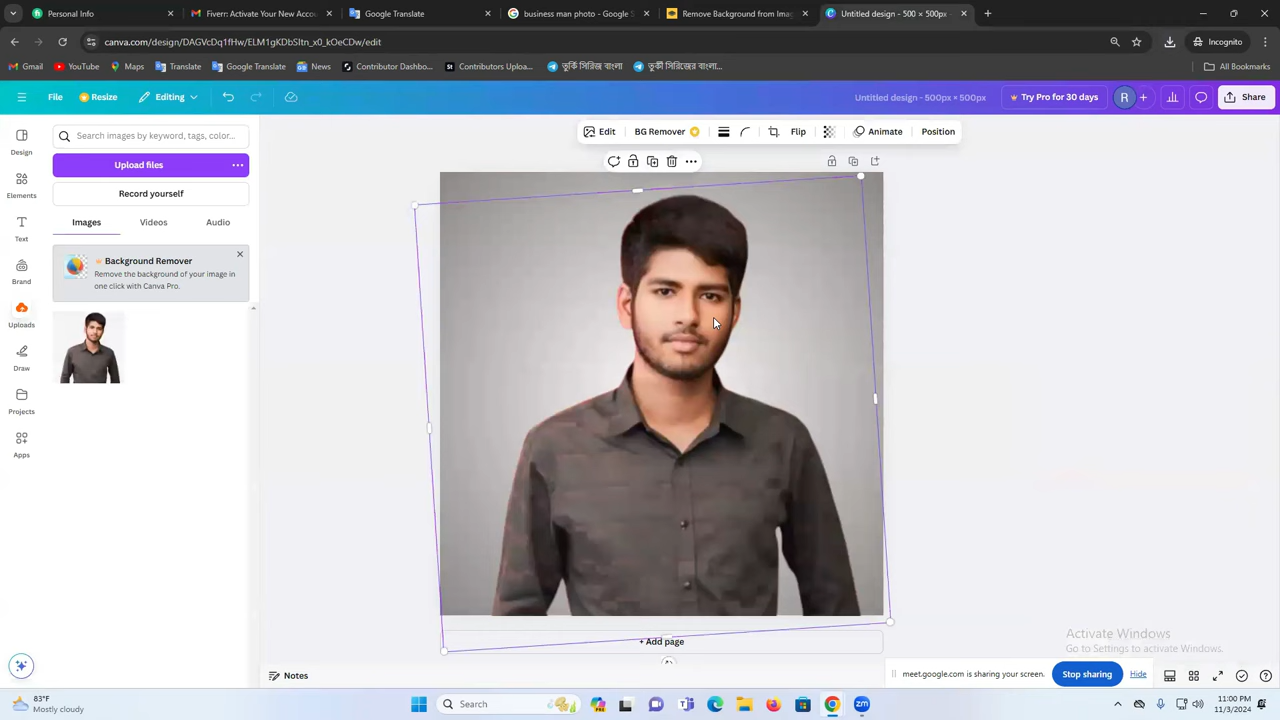 Personal Info
Fiverr: Activate Your New Accou
Google Translate
business man photo - Google S
Remove Background from Imag
Untitled design - 500 × 500px -
canva.com/design/DAGVcDq1fHw/ELM1gKDbSItn_x0_kOeCDw/edit
Incognito
Gmail
YouTube
Maps
Translate
Google Translate
News
Contributor Dashbo...
St Contributors Uploa...
তুর্কি সিরিজ বাংলা
তুর্কী সিরিজের বাংলা...
All Bookmarks
File
Resize
Editing
Untitled design - 500px × 500px
Try Pro for 30 days
R
Share
Design
Elements
Text
Brand
Uploads
Draw
Projects
Apps
Search images by keyword, tags, color...
Upload files
Record yourself
Images Videos Audio
Background Remover
Remove the background of your image in
one click with Canva Pro.
Edit
BG Remover
Flip
Animate
Position
+ Add page
Notes
Activate Windows
Go to Settings to activate Windows.
meet.google.com is sharing your screen.
Stop sharing
Hide
83°F
Mostly cloudy
Search
zm
11:00 PM
11/3/2024